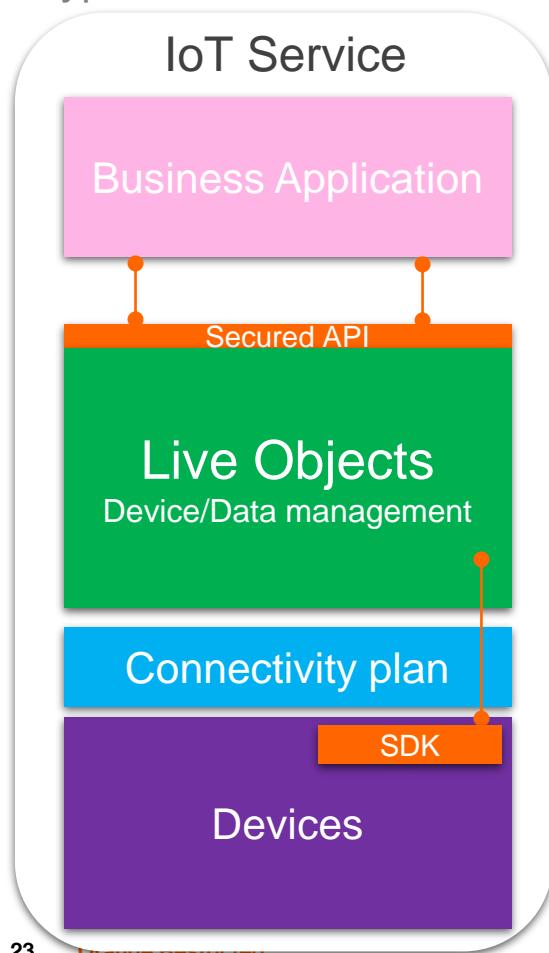 IoT Service
Business Application
Secured API
Live Objects
Device/Data management
Connectivity plan
SDK
Devices
23